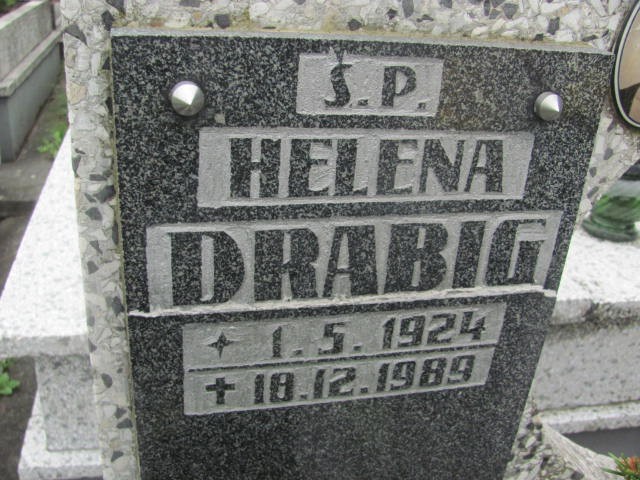 Ś.P.
HELENA
DRABIG
✦ 1.5.1924
✝ 18.12.1989